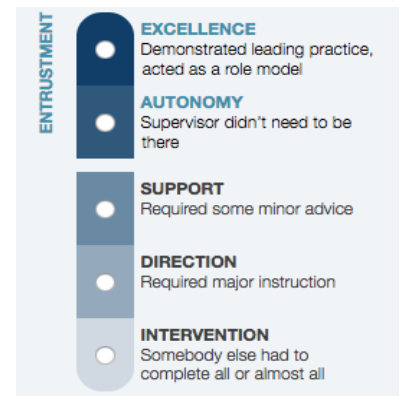 ENTRUSTMENT
EXCELLENCE
Demonstrated leading practice,
acted as a role model
AUTONOMY
Supervisor didn't need to be
there
SUPPORT
Required some minor advice
DIRECTION
Required major instruction
INTERVENTION
Somebody else had to
complete all or almost all